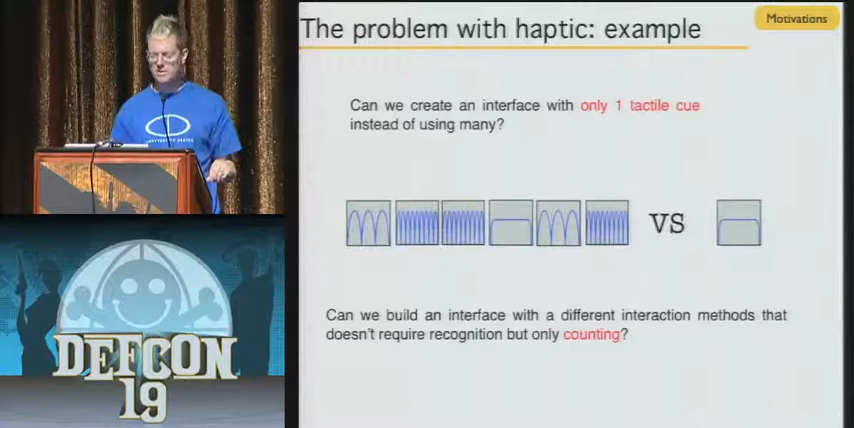 The problem with haptic: example
Motivations
Can we create an interface with only 1 tactile cue
instead of using many?
VS
Can we build an interface with a different interaction methods that
doesn't require recognition but only counting?
DEFCON
19